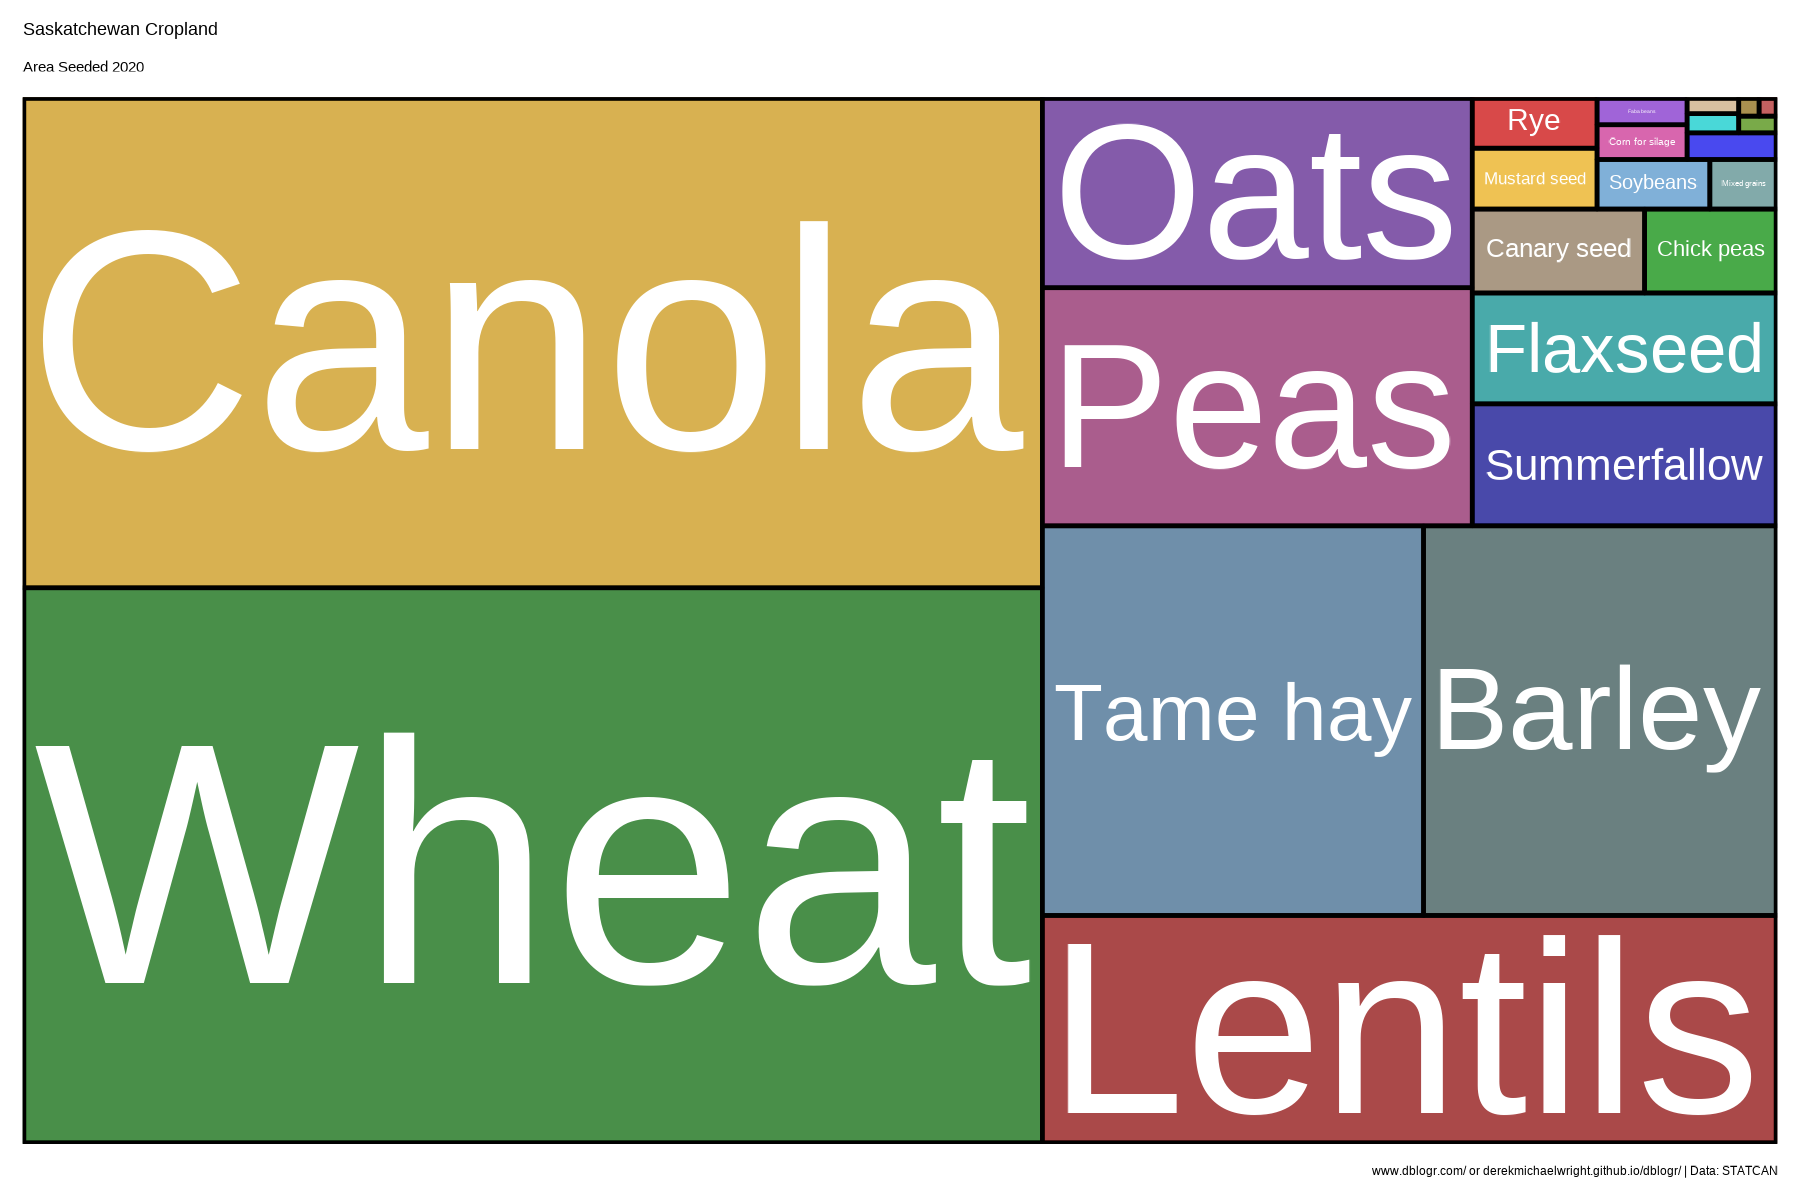 Saskatchewan Cropland
Area Seeded 2020
Canola
Wheat
Oats
Peas
Tame hay
Barley
Lentils
Rye
Mustard seed
Faba beans
Corn for silage
Soybeans
Mixed grains
Canary seed
Chick peas
Flaxseed
Summerfallow
www.dblogr.com/ or derekmichaelwright.github.io/dblogr/ | Data: STATCAN